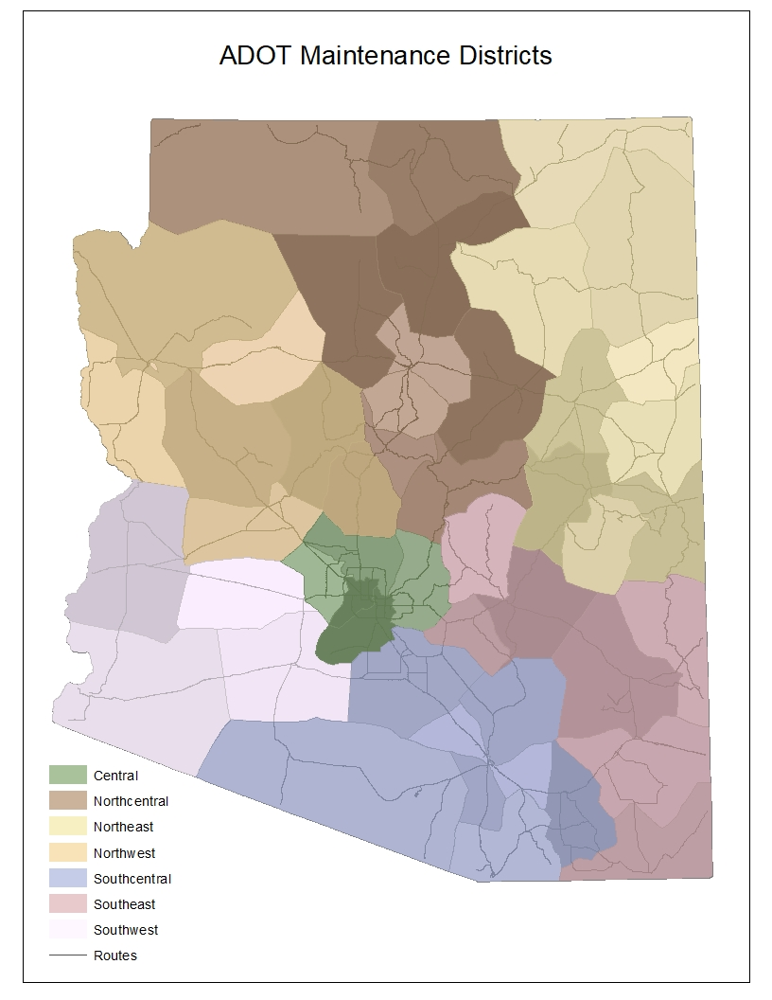 ADOT Maintenance Districts
Central
Northcentral
Northeast
Northwest
Southcentral
Southeast
Southwest
Routes